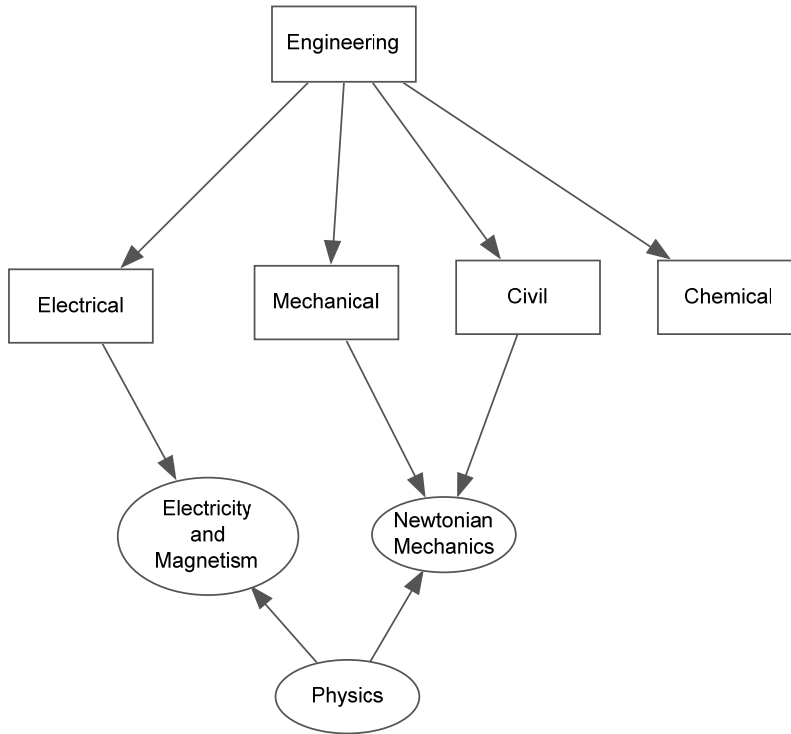 Engineering
Electrical
Mechanical
Civil
Chemical
Electricity
and
Magnetism
Newtonian
Mechanics
Physics